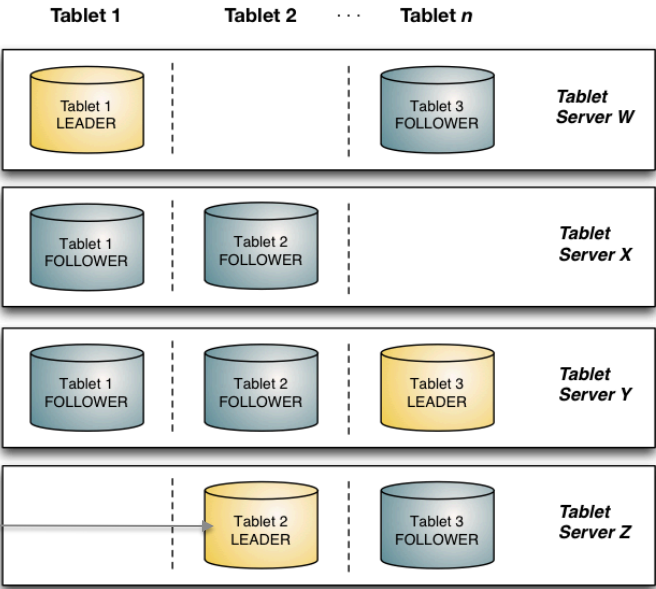 Tablet 1 Tablet 2 · · · Tablet n
Tablet 1
LEADER
Tablet 3
FOLLOWER
Tablet
Server W
Tablet 1
FOLLOWER
Tablet 2
FOLLOWER
Tablet
Server X
Tablet 1
FOLLOWER
Tablet 2
FOLLOWER
Tablet 3
LEADER
Tablet
Server Y
Tablet 2
LEADER
Tablet 3
FOLLOWER
Tablet
Server Z